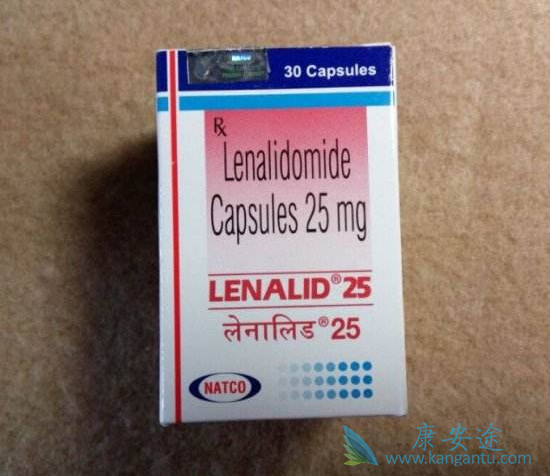 30 Capsules
Rx
Lenalidomide
Capsules 25 mg
LENALID® 25
लेनालिड® 25
NATCO
康安途
www.kangantu.com